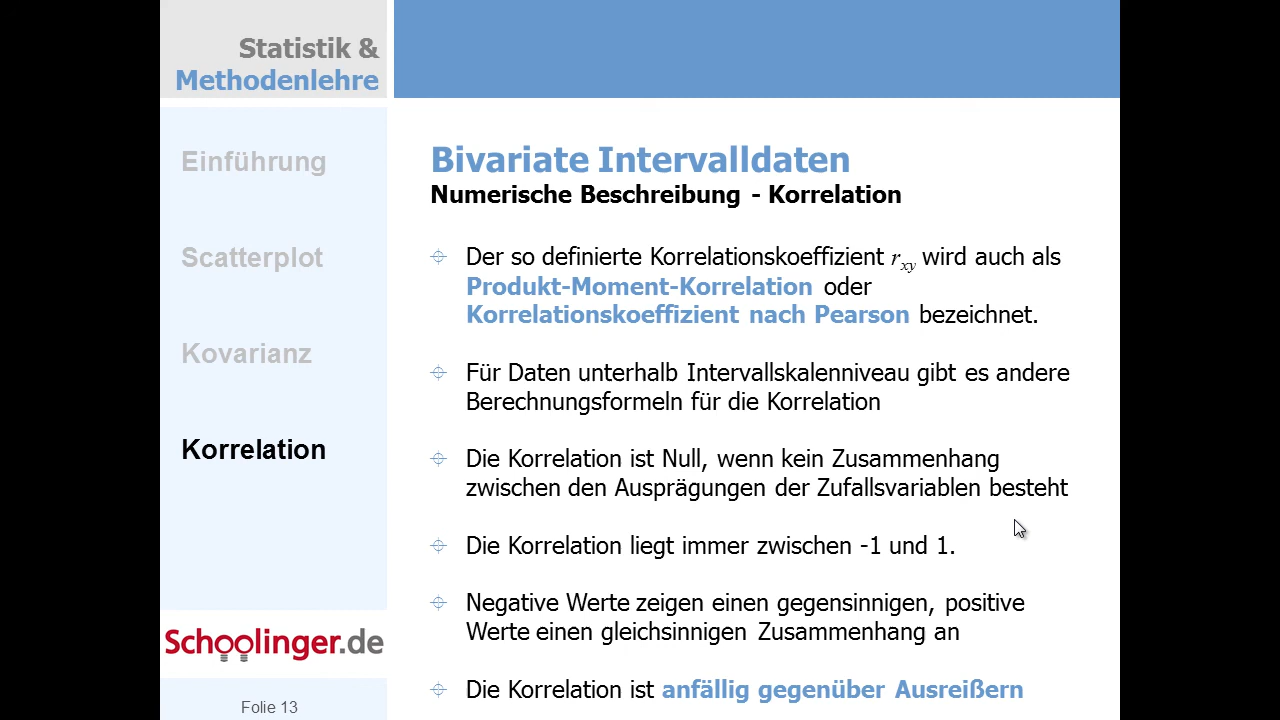 Statistik &
Methodenlehre
Einführung
Scatterplot
Kovarianz
Korrelation
Schoolinger.de
Folie 13
Bivariate Intervalldaten
Numerische Beschreibung - Korrelation
Der so definierte Korrelationskoeffizient rxy wird auch als
Produkt-Moment-Korrelation oder
Korrelationskoeffizient nach Pearson bezeichnet.
Für Daten unterhalb Intervallskalenniveau gibt es andere
Berechnungsformeln für die Korrelation
Die Korrelation ist Null, wenn kein Zusammenhang
zwischen den Ausprägungen der Zufallsvariablen besteht
Die Korrelation liegt immer zwischen -1 und 1.
Negative Werte zeigen einen gegensinnigen, positive
Werte einen gleichsinnigen Zusammenhang an
Die Korrelation ist anfällig gegenüber Ausreißern